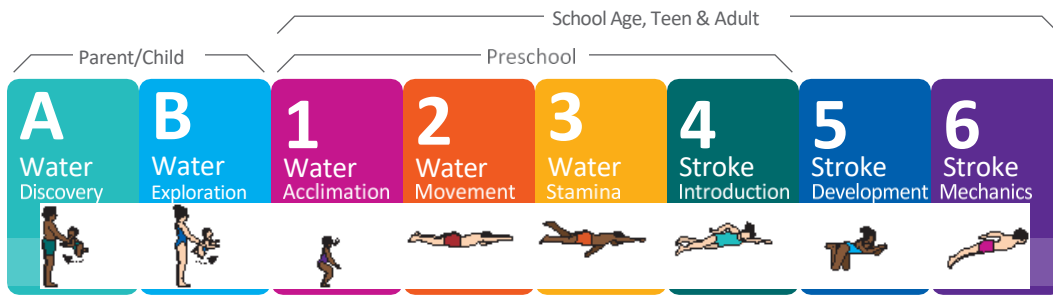 School Age, Teen & Adult
Parent/Child
Preschool
A
Water
Discovery
B
Water
Exploration
1
Water
Acclimation
2
Water
Movement
3
Water
Stamina
4
Stroke
Introduction
5
Stroke
Development
6
Stroke
Mechanics